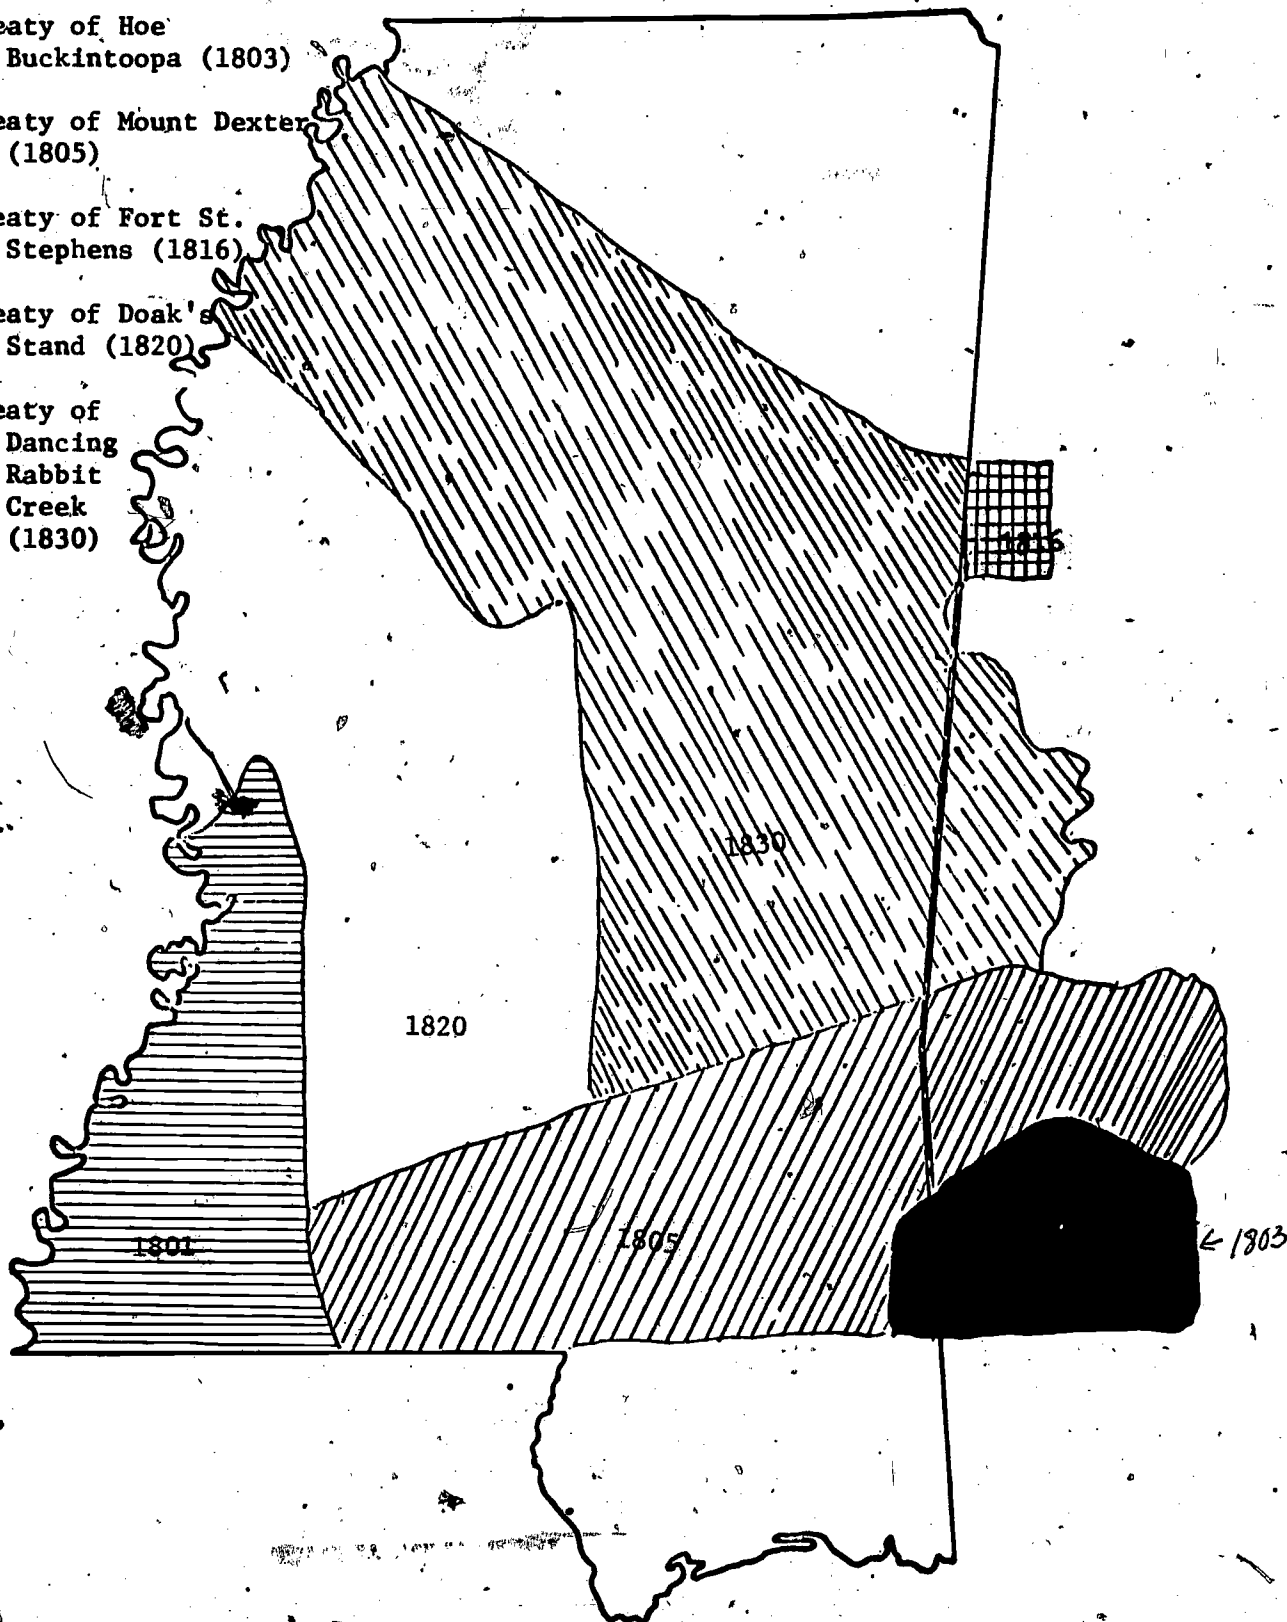 eaty of Hoe
Buckintoopa (1803)
eaty of Mount Dexter
(1805)
eaty of Fort St.
Stephens (1816)
eaty of Doak's
Stand (1820)
eaty of
Dancing
Rabbit
Creek
(1830)
1816
1830
1820
1801
1805
← 1803